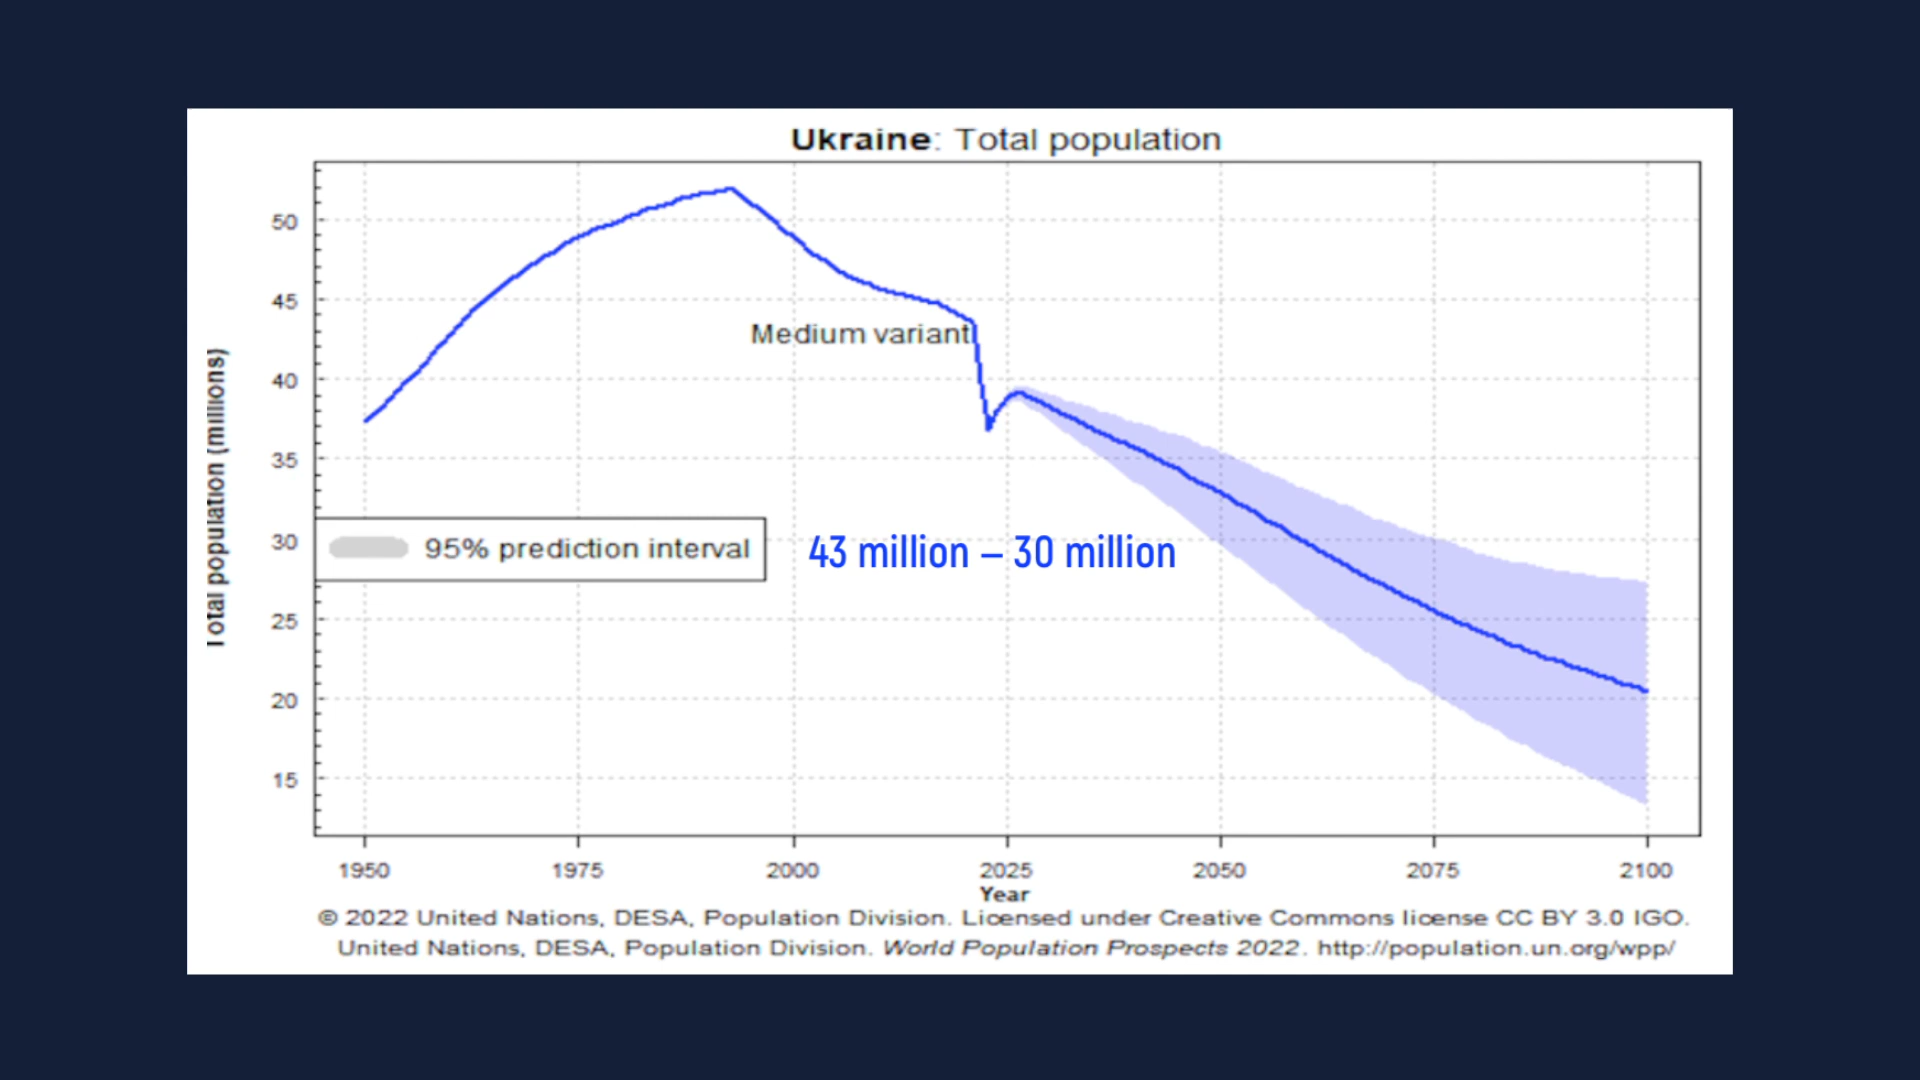 Ukraine: Total population
50
45
40
35
30
25
20
15
Total population (millions)
Medium variant
95% prediction interval
43 million – 30 million
1950 1975 2000 2025 2050 2075 2100
Year
© 2022 United Nations, DESA, Population Division. Licensed under Creative Commons license CC BY 3.0 IGO.
United Nations, DESA, Population Division. World Population Prospects 2022. http://population.un.org/wpp/